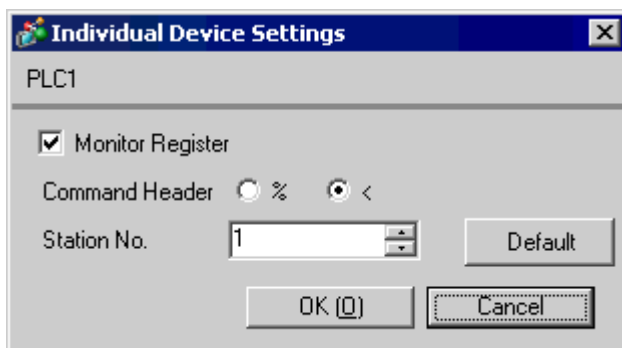 Individual Device Settings
PLC1
Monitor Register
Command Header % <
Station No. 1 Default
OK (O) Cancel